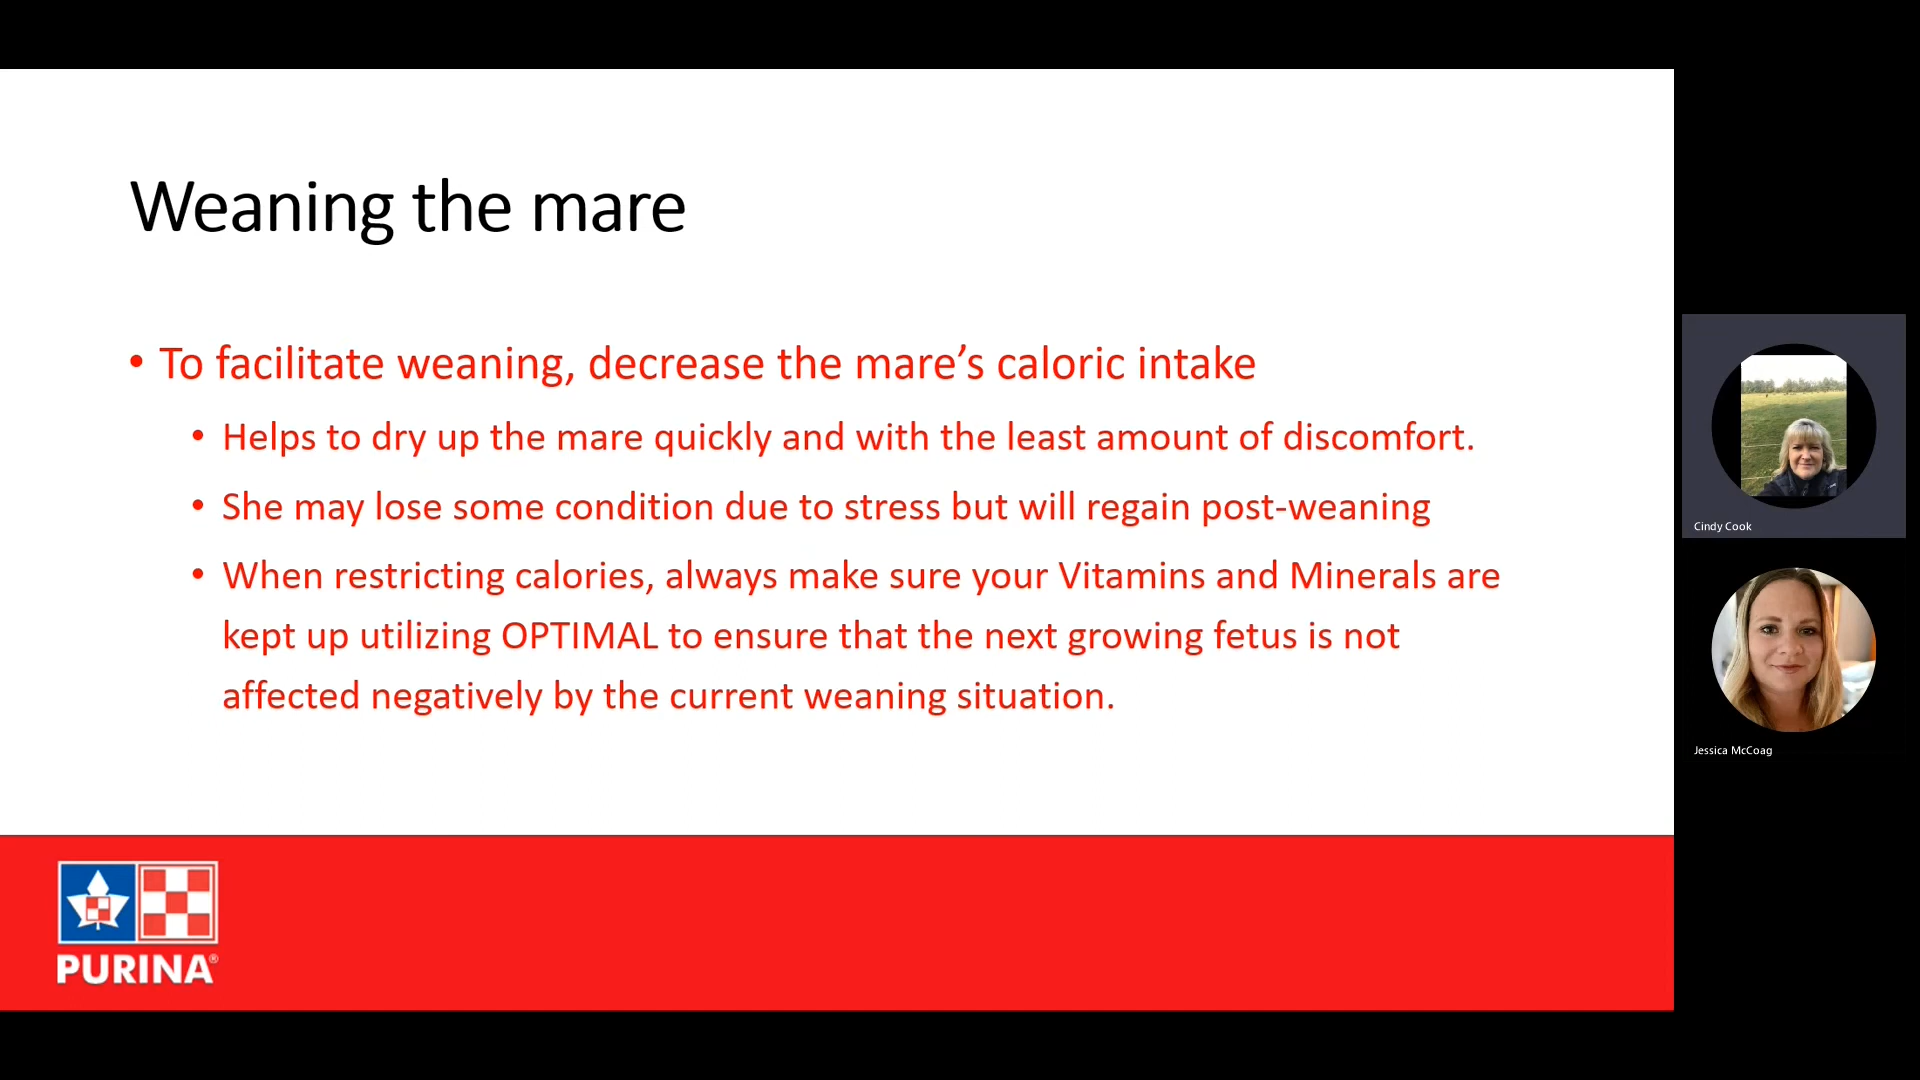 Weaning the mare
• To facilitate weaning, decrease the mare’s caloric intake
• Helps to dry up the mare quickly and with the least amount of discomfort.
• She may lose some condition due to stress but will regain post-weaning
• When restricting calories, always make sure your Vitamins and Minerals are
kept up utilizing OPTIMAL to ensure that the next growing fetus is not
affected negatively by the current weaning situation.
PURINA®
Cindy Cook
Jessica McCoag